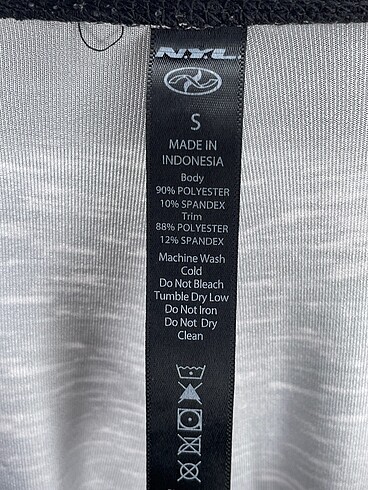 N.Y.L.
S
MADE IN
INDONESIA
Body
90% POLYESTER
10% SPANDEX
Trim
88% POLYESTER
12% SPANDEX
Machine Wash
Cold
Do Not Bleach
Tumble Dry Low
Do Not Iron
Do Not Dry
Clean